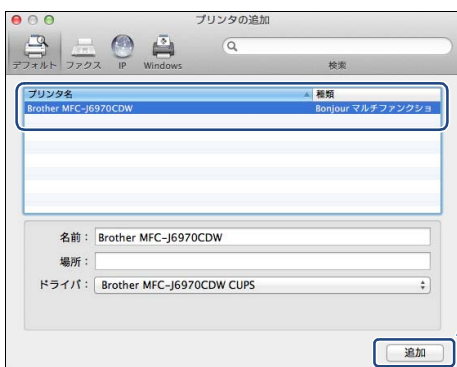 プリンタの追加
デフォルト ファクス IP Windows 検索
プリンタ名 種類
Brother MFC-J6970CDW Bonjour マルチファンクショ
名前： Brother MFC-J6970CDW
場所：
ドライバ： Brother MFC-J6970CDW CUPS
追加